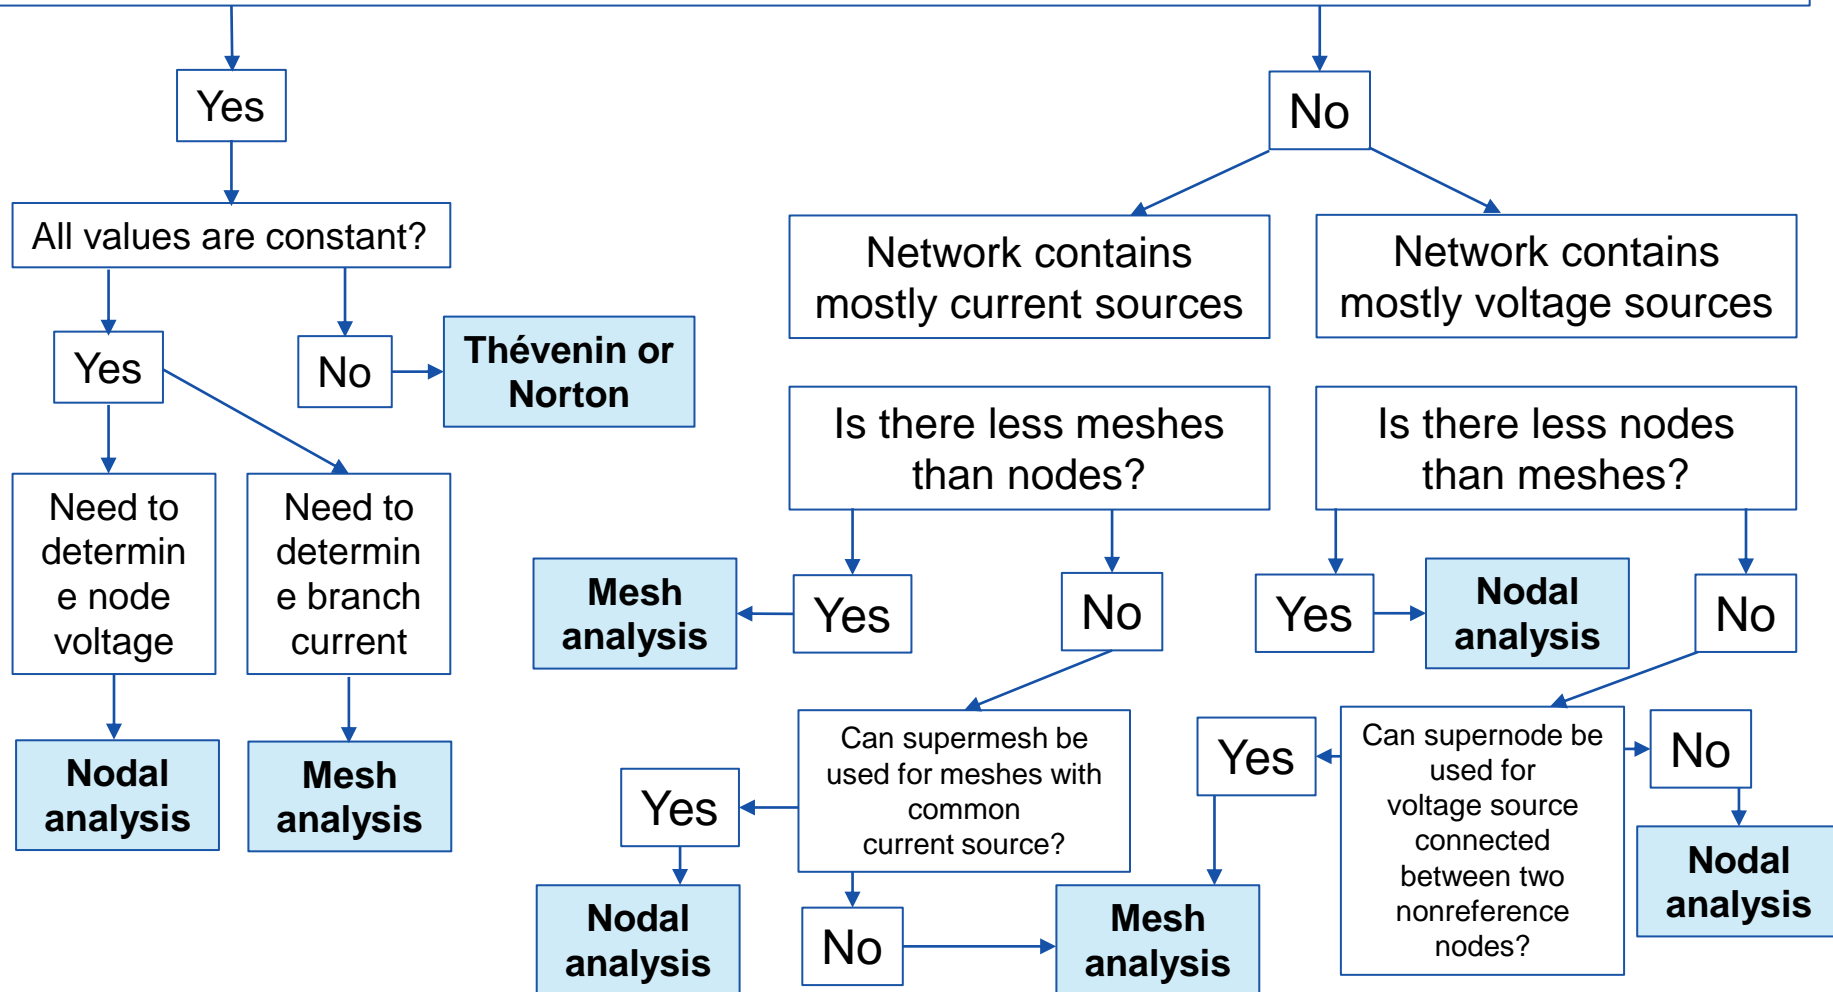 Yes
No
All values are constant?
Network contains
mostly current sources
Network contains
mostly voltage sources
Yes
No
Thévenin or
Norton
Is there less meshes
than nodes?
Is there less nodes
than meshes?
Need to
determin
e node
voltage
Need to
determin
e branch
current
Mesh
analysis
Yes
No
Yes
Nodal
analysis
No
Nodal
analysis
Mesh
analysis
Yes
Can supermesh be
used for meshes with
common
current source?
Yes
Can supernode be
used for
voltage source
connected
between two
nonreference
nodes?
No
Nodal
analysis
No
Mesh
analysis
Nodal
analysis